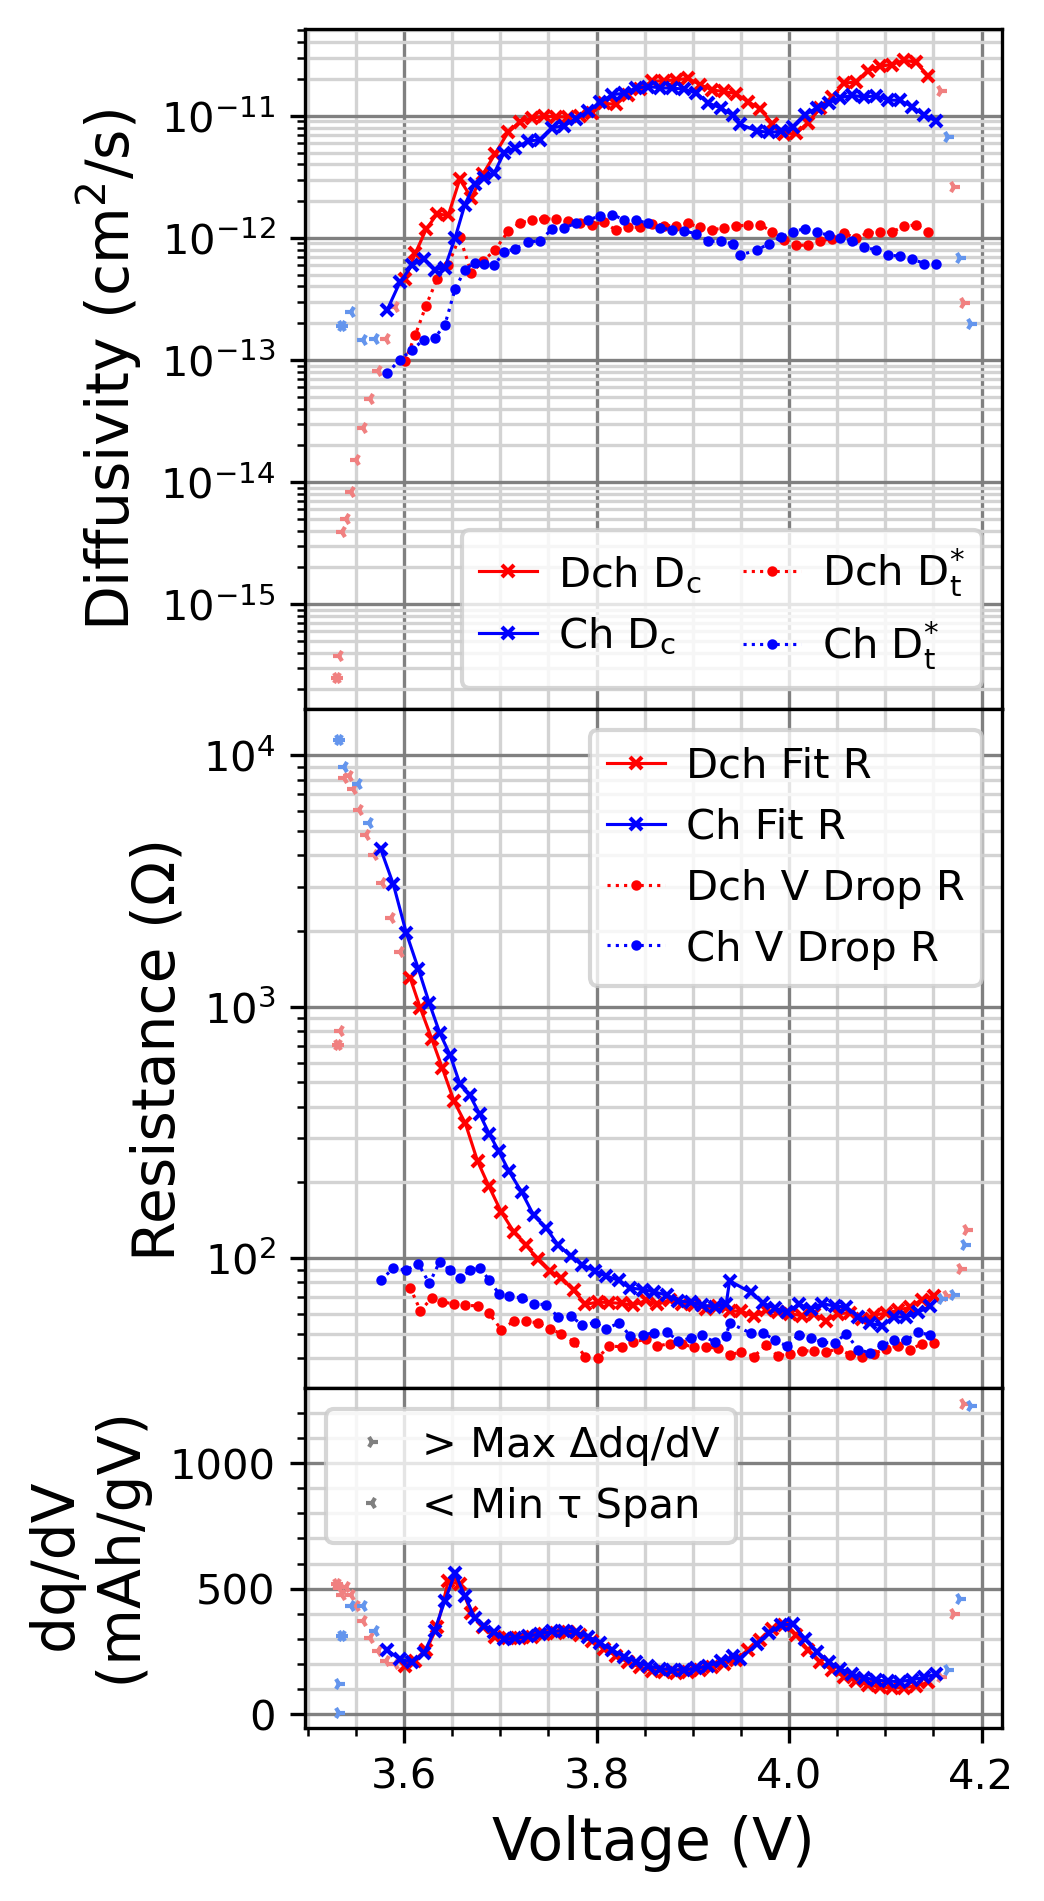 Diffusivity (cm²/s)
10⁻¹¹
10⁻¹²
10⁻¹³
10⁻¹⁴
10⁻¹⁵
Dch D_c
Ch D_c
Dch D_t^*
Ch D_t^*
Resistance (Ω)
10⁴
10³
10²
Dch Fit R
Ch Fit R
Dch V Drop R
Ch V Drop R
dq/dV
(mAh/gV)
1000
500
0
> Max Δdq/dV
< Min τ Span
3.6 3.8 4.0 4.2
Voltage (V)